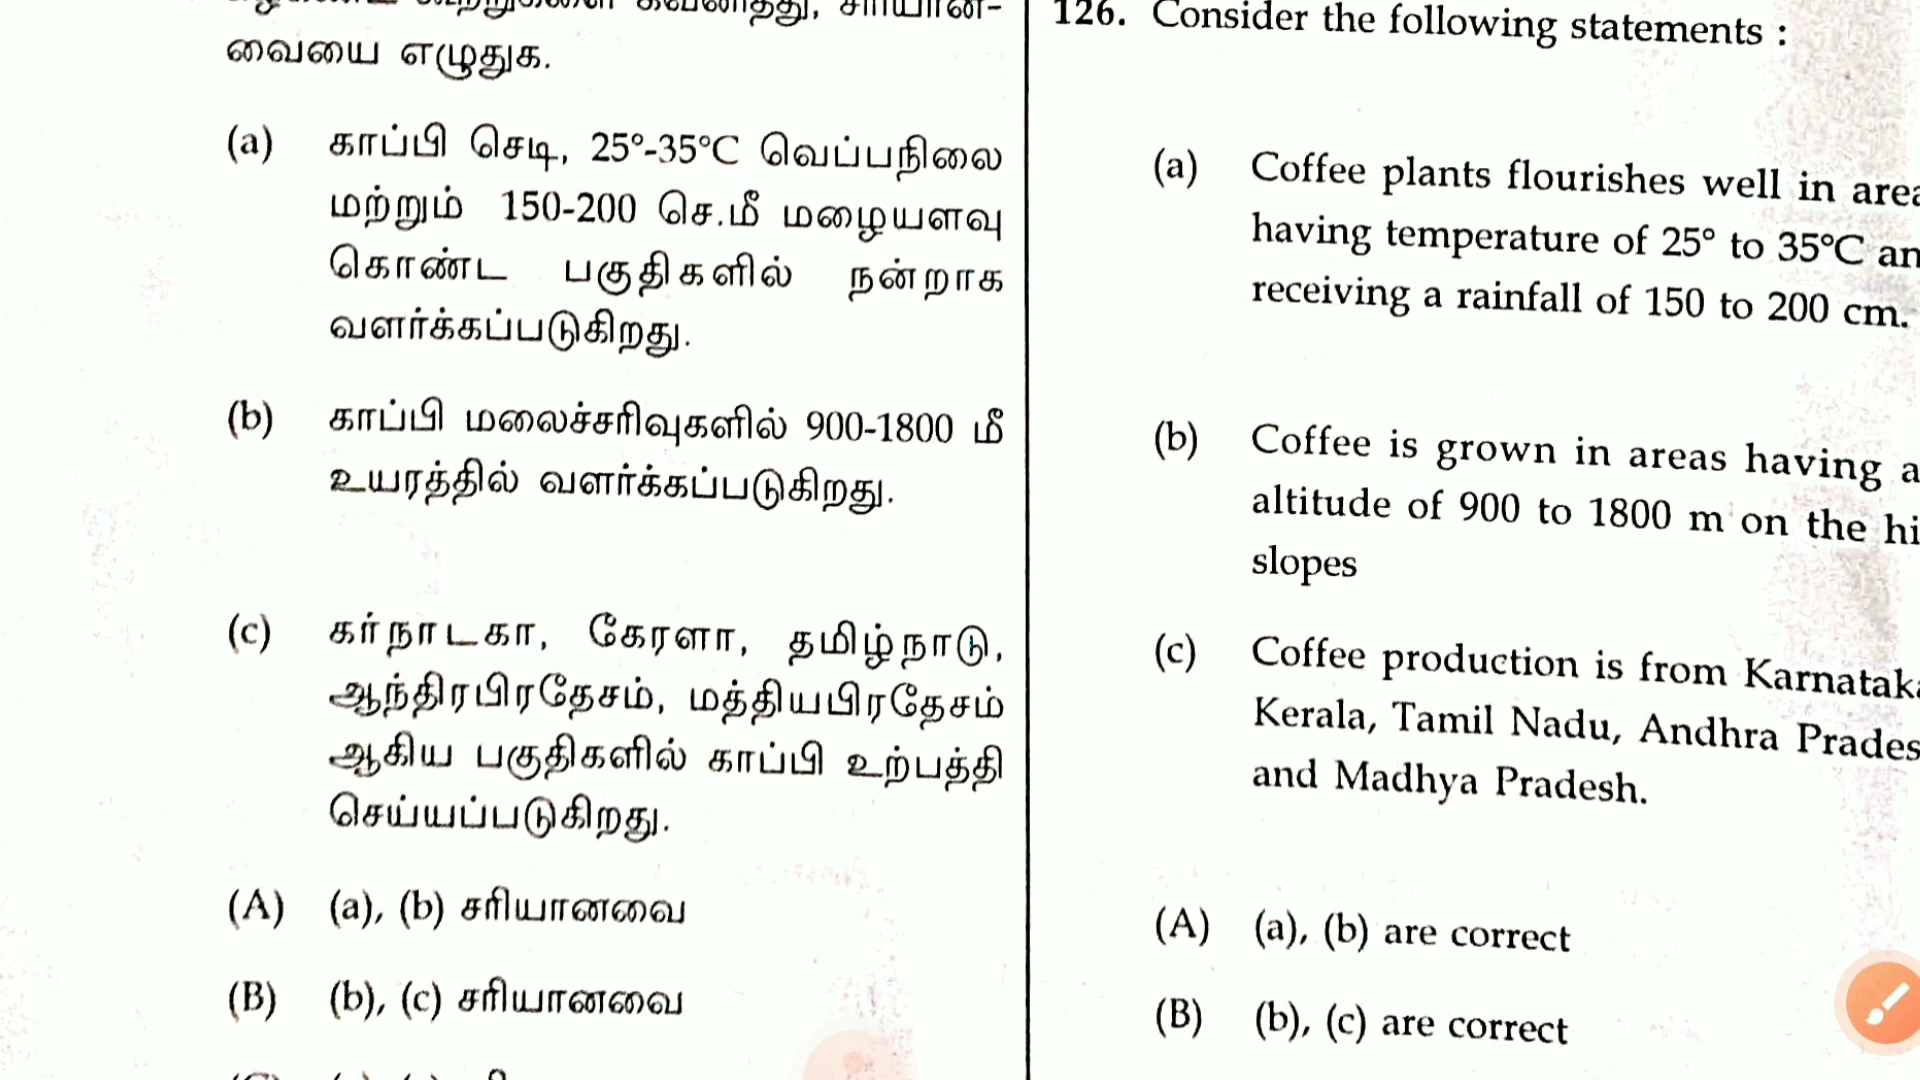 வையை எழுதுக.
(a) காப்பி செடி, 25°-35°C வெப்பநிலை
மற்றும் 150-200 செ.மீ மழையளவு
கொண்ட பகுதிகளில் நன்றாக
வளர்க்கப்படுகிறது.
(b) காப்பி மலைச்சரிவுகளில் 900-1800 மீ
உயரத்தில் வளர்க்கப்படுகிறது.
(c) கர்நாடகா, கேரளா, தமிழ்நாடு,
ஆந்திரபிரதேசம், மத்தியபிரதேசம்
ஆகிய பகுதிகளில் காப்பி உற்பத்தி
செய்யப்படுகிறது.
(A) (a), (b) சரியானவை
(B) (b), (c) சரியானவை
126. Consider the following statements :
(a) Coffee plants flourishes well in
having temperature of 25° to 35°C
receiving a rainfall of 150 to 200 cm.
(b) Coffee is grown in areas having
altitude of 900 to 1800 m on the
slopes
(c) Coffee production is from
Kerala, Tamil Nadu, Andhra
and Madhya Pradesh.
(A) (a), (b) are correct
(B) (b), (c) are correct